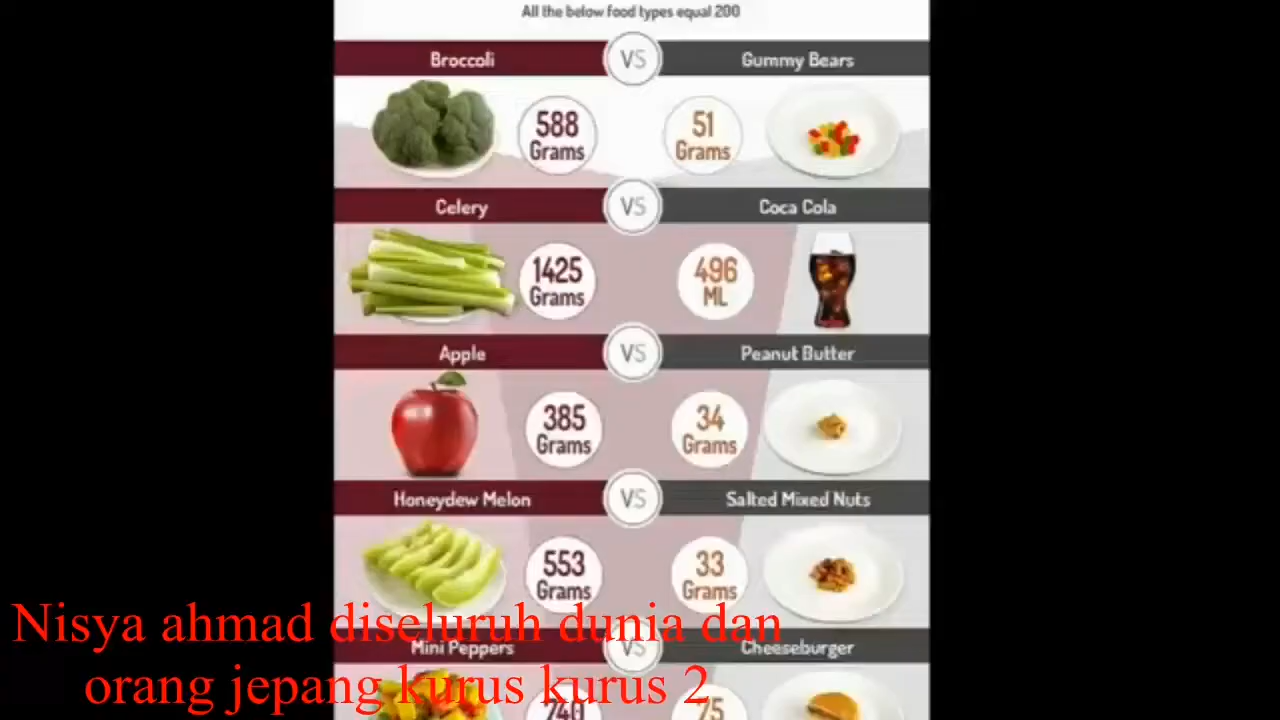 All the below food types equal 200
Broccoli VS Gummy Bears
588 Grams 51 Grams
Celery VS Coca Cola
1425 Grams 496 ML
Apple VS Peanut Butter
385 Grams 34 Grams
Honeydew Melon VS Salted Mixed Nuts
553 Grams 33 Grams
Nisya ahmad diseluruh dunia dan
Mini Peppers VS Cheeseburger
orang jepang kurus kurus 2
740 75